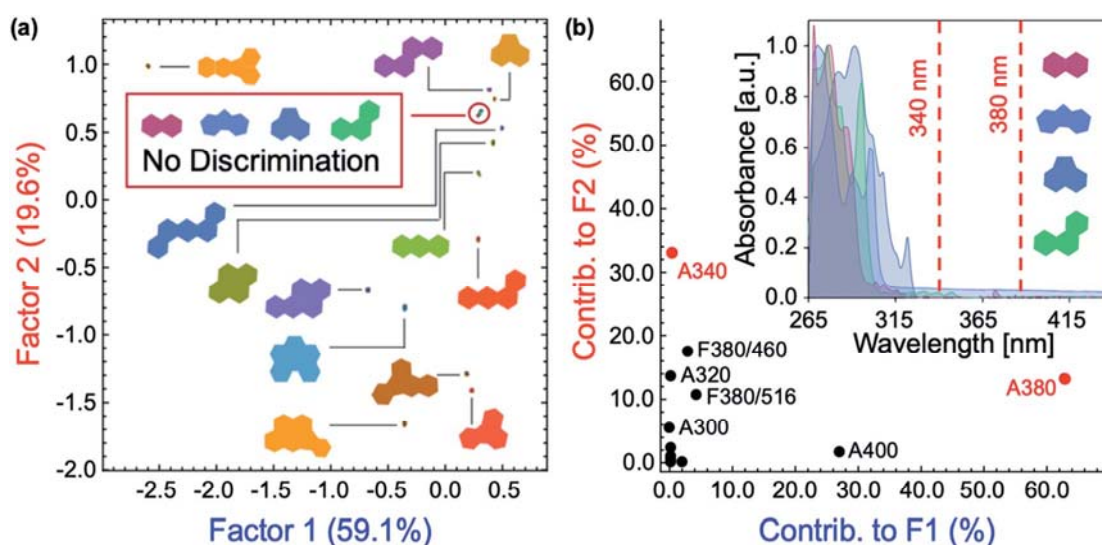 (a)
1.0
0.5
0.0
-0.5
-1.0
-1.5
-2.0
Factor 2 (19.6%)
No Discrimination
-2.5 -2.0 -1.5 -1.0 -0.5 0.0 0.5
Factor 1 (59.1%)
(b)
60.0
50.0
40.0
30.0
20.0
10.0
0.0
Contrib. to F2 (%)
A340
F380/460
A320
F380/516
A300
A400
A380
0.0 10.0 20.0 30.0 40.0 50.0 60.0
Contrib. to F1 (%)
1.0
0.8
0.6
0.4
0.2
0.0
Absorbance [a.u.]
340 nm
380 nm
265 315 365 415
Wavelength [nm]